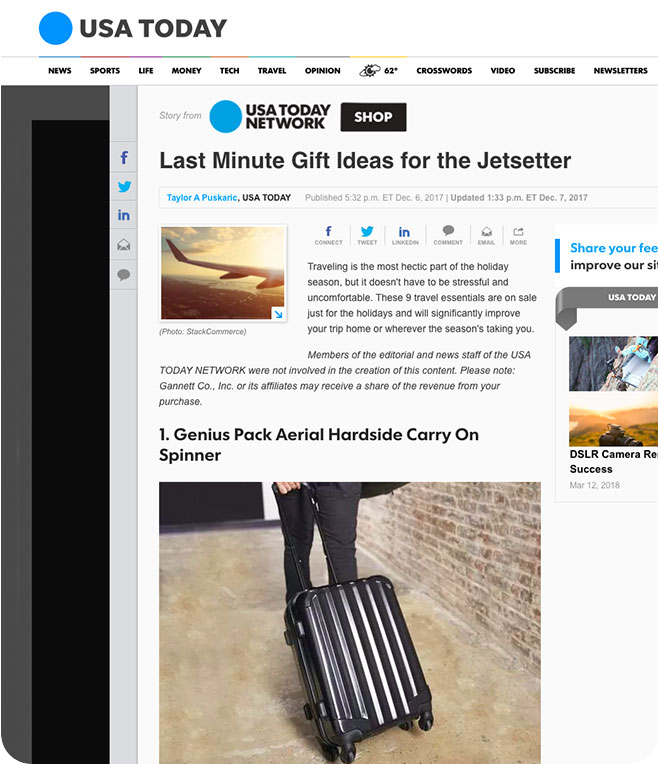 USA TODAY
NEWS SPORTS LIFE MONEY TECH TRAVEL OPINION 62° CROSSWORDS VIDEO SUBSCRIBE NEWSLETTERS
Story from USA TODAY
NETWORK SHOP
Last Minute Gift Ideas for the Jetsetter
Taylor A Puskaric, USA TODAY Published 5:32 p.m. ET Dec. 6, 2017 | Updated 1:33 p.m. ET Dec. 7, 2017
CONNECT TWEET LINKEDIN COMMENT EMAIL MORE
(Photo: StackCommerce)
Traveling is the most hectic part of the holiday
season, but it doesn't have to be stressful and
uncomfortable. These 9 travel essentials are on sale
just for the holidays and will significantly improve
your trip home or wherever the season's taking you.
Members of the editorial and news staff of the USA
TODAY NETWORK were not involved in the creation of this content. Please note:
Gannett Co., Inc. or its affiliates may receive a share of the revenue from your
purchase.
1. Genius Pack Aerial Hardside Carry On
Spinner
Share your fee
improve our sit
USA TODAY
DSLR Camera Re
Success
Mar 12, 2018